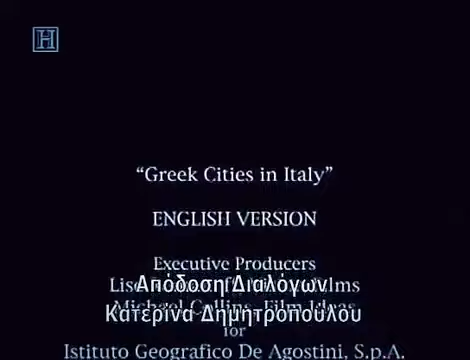 H
“Greek Cities in Italy”
ENGLISH VERSION
Executive Producers
Απόδοση Διαλόγων
Κατερίνα Δημητροπούλου
for
Istituto Geografico De Agostini, S.p.A.